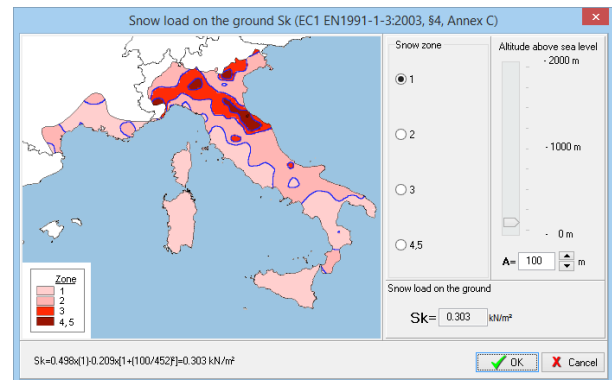 Snow load on the ground Sk (EC1 EN1991-1-3:2003, §4, Annex C)
Zone
1
2
3
4,5
Snow zone
1
2
3
4,5
Altitude above sea level
- 2000 m
- 1000 m
- 0 m
A= 100 m
Snow load on the ground
Sk= 0.303 kN/m²
Sk=0.498x(1)-0.209x[1+(100/452)²]=0.303 kN/m²
OK
Cancel